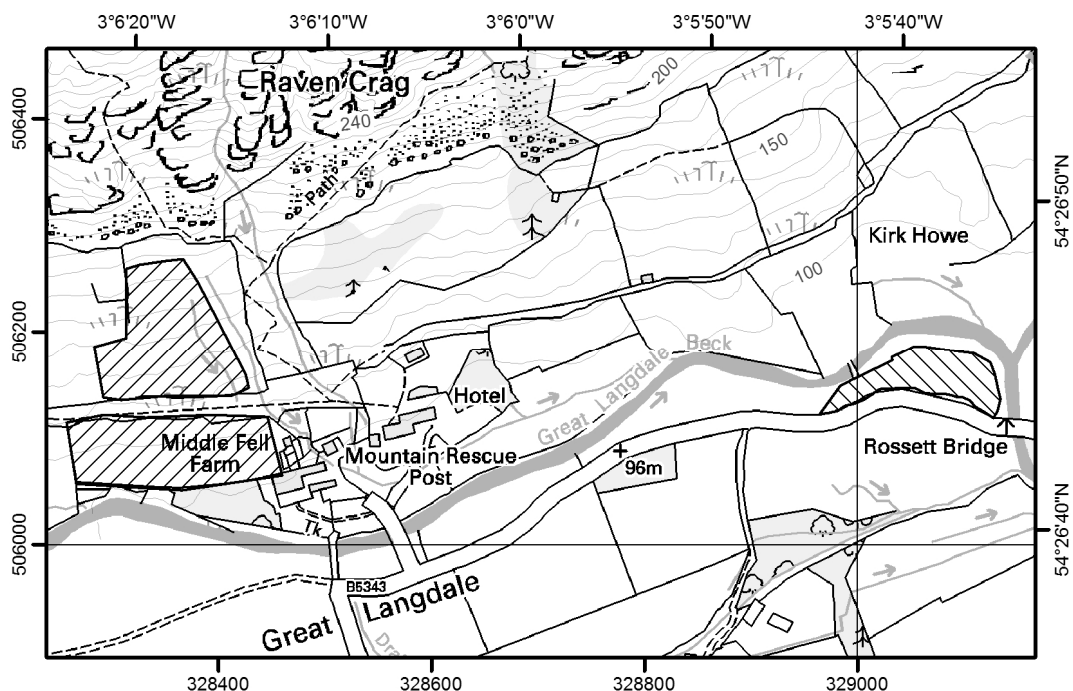 3°6'20"W 3°6'10"W 3°6'0"W 3°5'50"W 3°5'40"W
Raven Crag
200
240
506400
150
Path
54°26'50"N
Kirk Howe
100
506200
Beck
Great Langdale
Hotel
Middle Fell
Farm
Mountain Rescue
Post
Rossett Bridge
96m
Tk
54°26'40"N
506000
B5343
Great Langdale
328400 328600 328800 329000